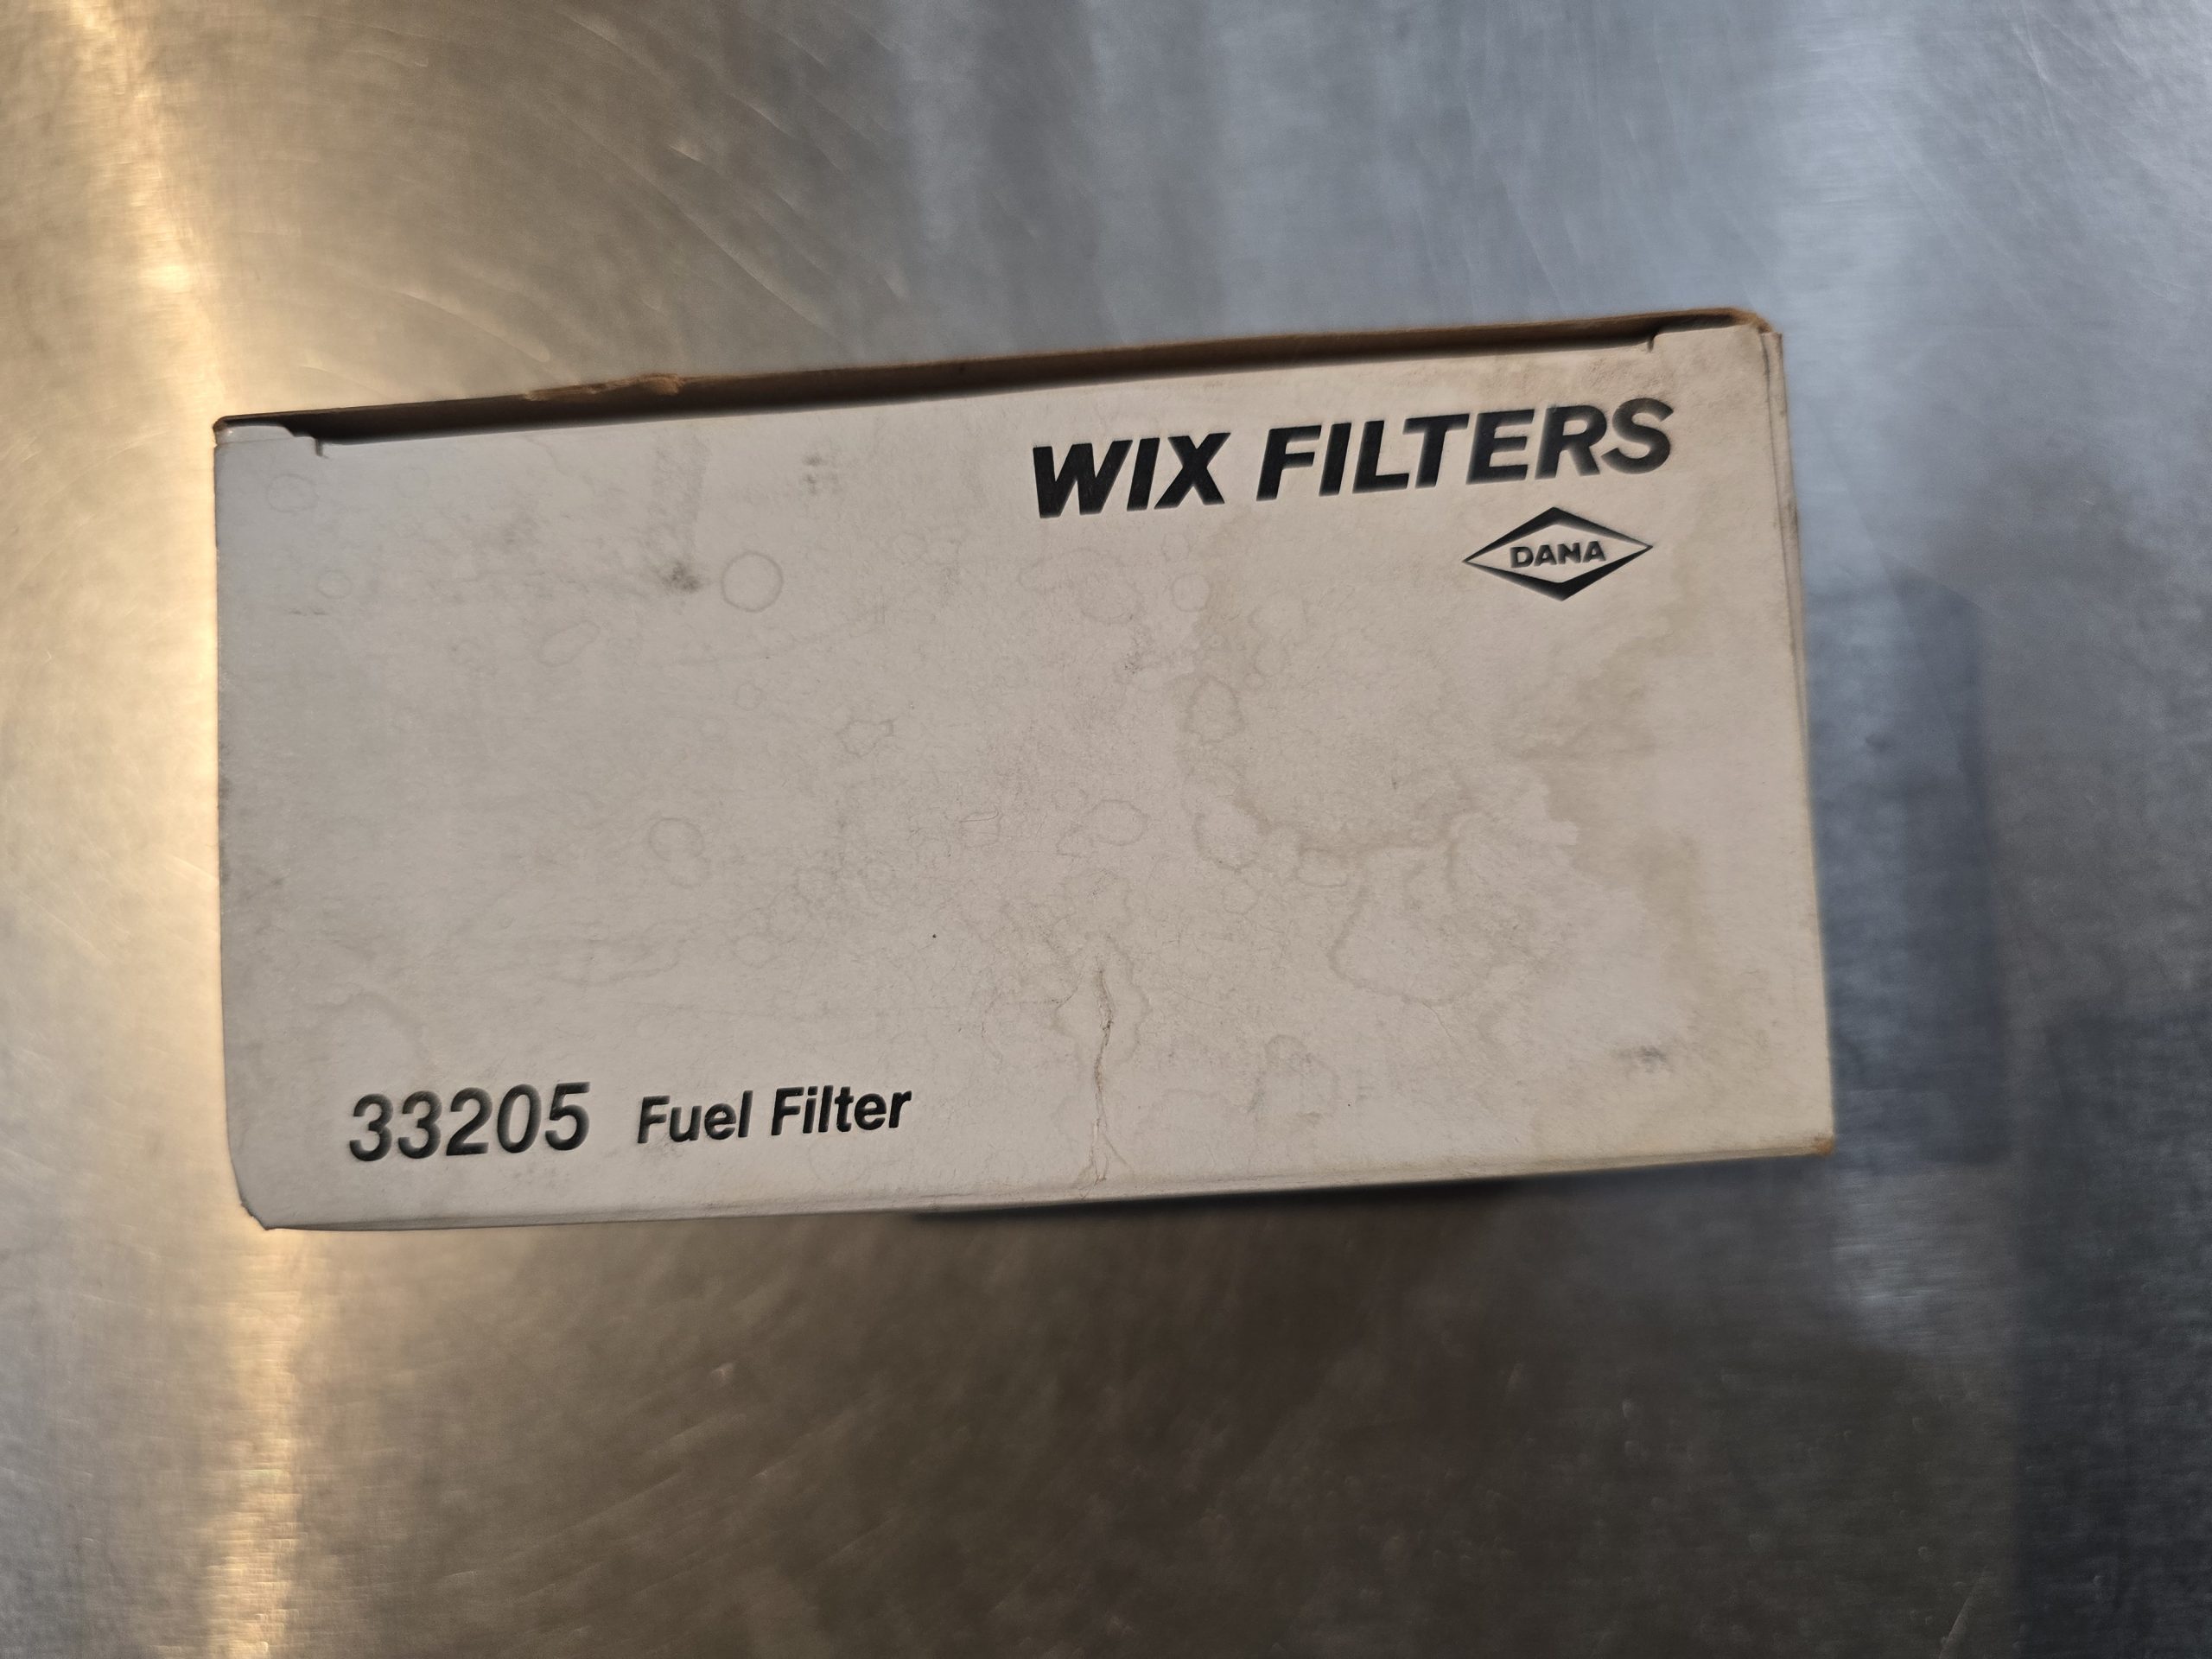 WIX FILTERS
DANA
33205 Fuel Filter